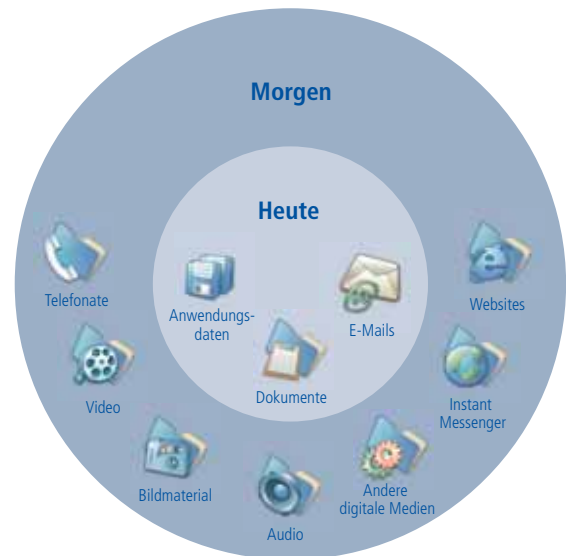 Morgen
Heute
Telefonate
Anwendungs-
daten
E-Mails
Websites
Dokumente
Video
Instant
Messenger
Bildmaterial
Andere
digitale Medien
Audio